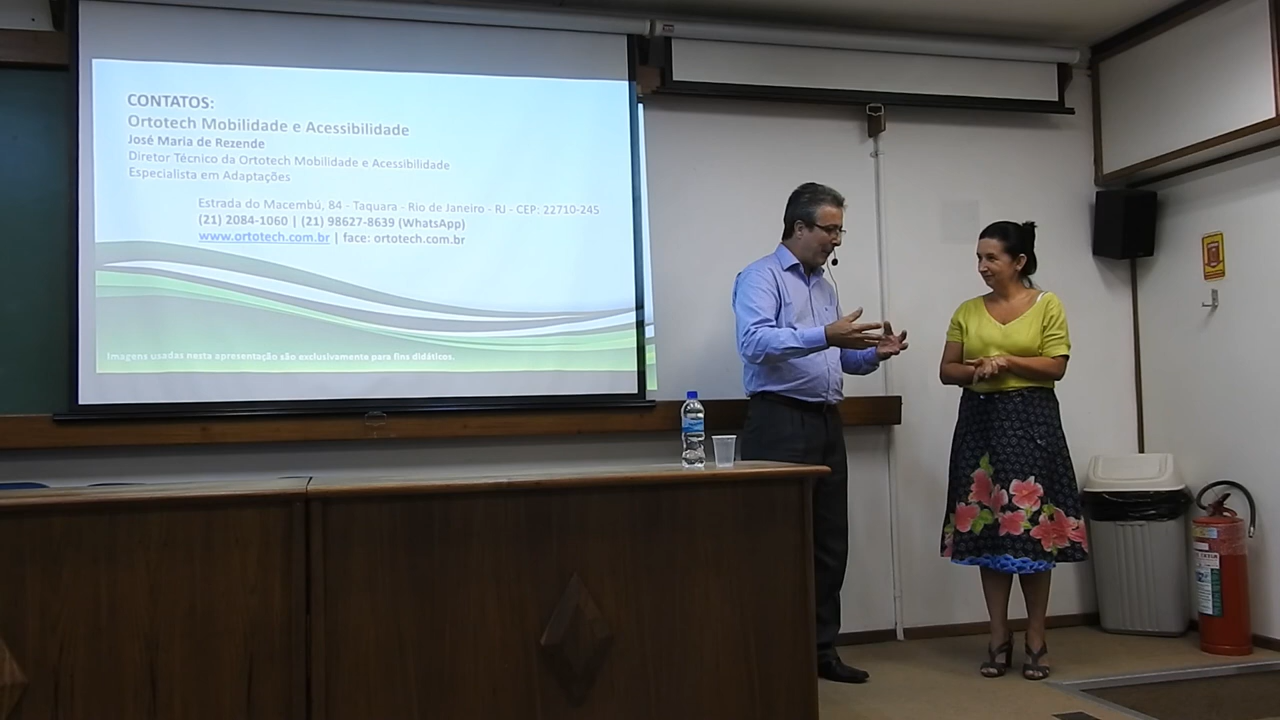 CONTATOS:
Ortotech Mobilidade e Acessibilidade
José Maria de Rezende
Diretor Técnico da Ortotech Mobilidade e Acessibilidade
Especialista em Adaptações
Estrada do Macembú, 84 - Taquara - Rio de Janeiro - RJ - CEP: 22710-245
(21) 2084-1060 | (21) 98627-8639 (WhatsApp)
www.ortotech.com.br | face: ortotech.com.br
Imagens usadas nesta apresentação são exclusivamente para fins didáticos.